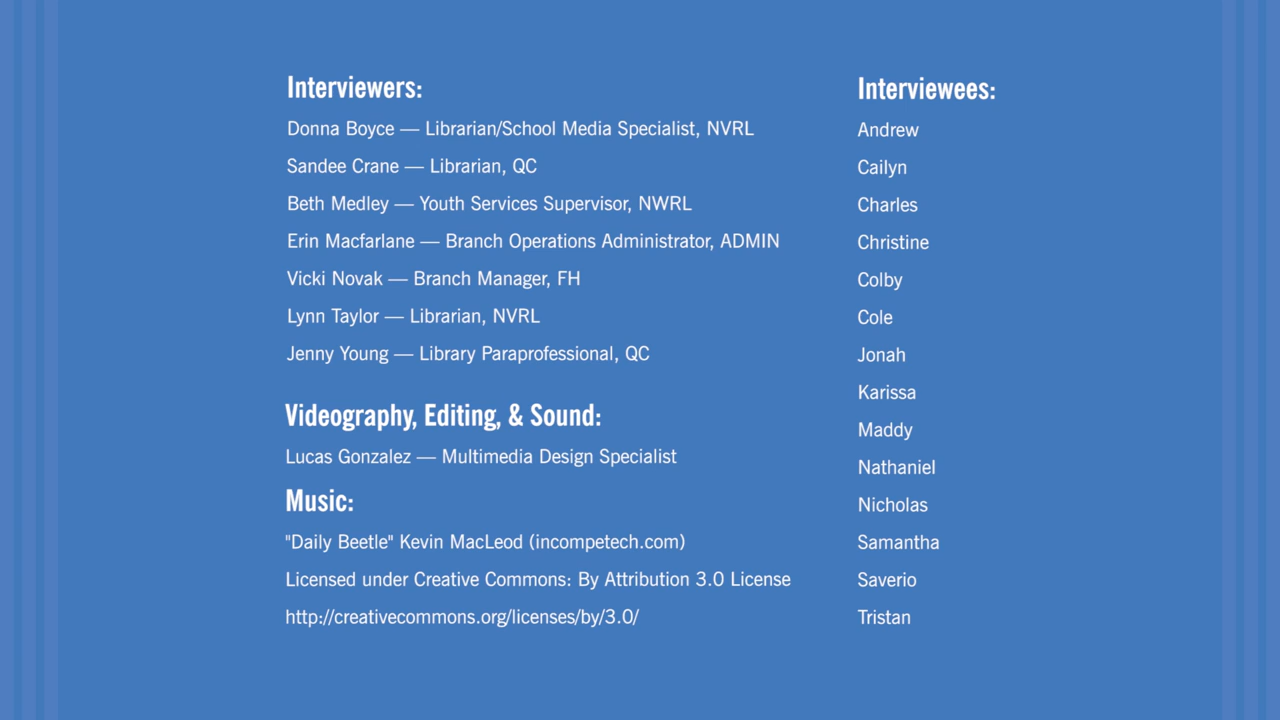 Interviewers:
Donna Boyce — Librarian/School Media Specialist, NVRL
Sandee Crane — Librarian, QC
Beth Medley — Youth Services Supervisor, NWRL
Erin Macfarlane — Branch Operations Administrator, ADMIN
Vicki Novak — Branch Manager, FH
Lynn Taylor — Librarian, NVRL
Jenny Young — Library Paraprofessional, QC
Videography, Editing, & Sound:
Lucas Gonzalez — Multimedia Design Specialist
Music:
"Daily Beetle" Kevin MacLeod (incompetech.com)
Licensed under Creative Commons: By Attribution 3.0 License
http://creativecommons.org/licenses/by/3.0/
Interviewees:
Andrew
Cailyn
Charles
Christine
Colby
Cole
Jonah
Karissa
Maddy
Nathaniel
Nicholas
Samantha
Saverio
Tristan